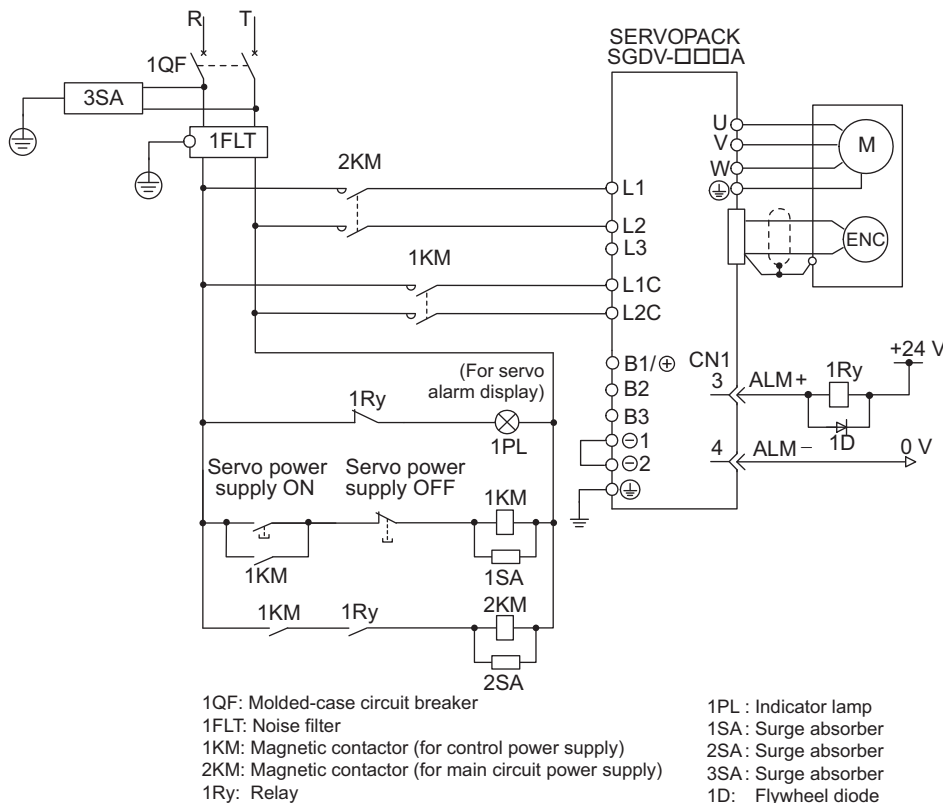 R T
SERVOPACK
SGDV-□□□A
1QF
3SA
1FLT
U
V
W
M
2KM
L1
L2
L3
ENC
1KM
L1C
L2C
(For servo
alarm display)
B1/⊕ CN1
+24 V
3 ALM+ 1Ry
B2
1Ry
B3
1PL
1D
⊖1
4 ALM− 0 V
⊖2
Servo power
supply ON
Servo power
supply OFF
1KM
1KM
1SA
1KM 1Ry 2KM
2SA
1QF: Molded-case circuit breaker
1FLT: Noise filter
1KM: Magnetic contactor (for control power supply)
2KM: Magnetic contactor (for main circuit power supply)
1Ry: Relay
1PL : Indicator lamp
1SA : Surge absorber
2SA : Surge absorber
3SA : Surge absorber
1D: Flywheel diode